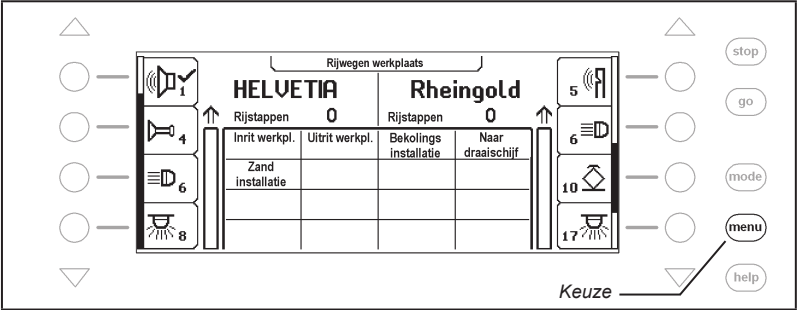 Rijwegen werkplaats
stop
1
HELVETIA
Rheingold
5
go
Rijstappen 0
Rijstappen 0
4
6
Inrit werkpl.
Uitrit werkpl.
Bekolings
installatie
Naar
draaischijf
Zand
installatie
6
10
mode
8
17
menu
help
Keuze